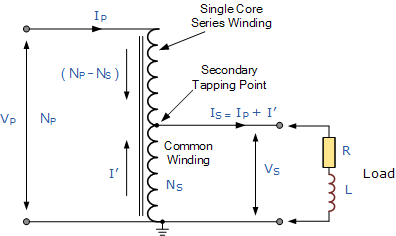 Single Core
Series Winding
IP
(NP-NS)
Secondary
Tapping Point
IS = IP + I'
VP
NP
Common
Winding
I'
NS
VS
R
L
Load